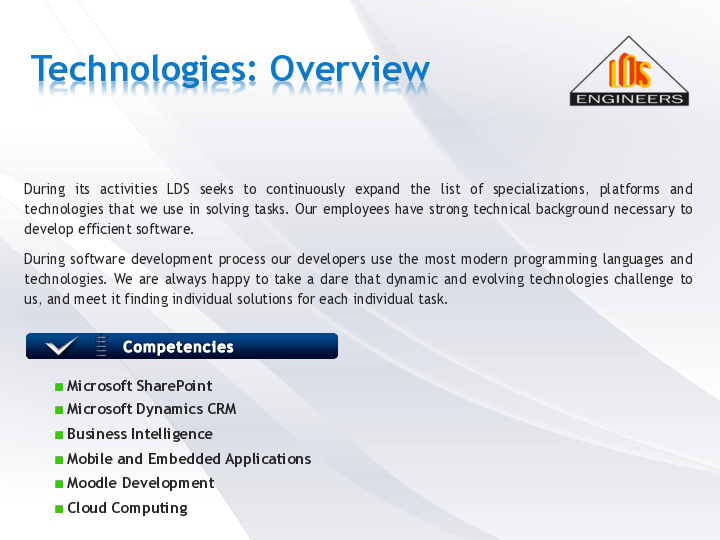 Technologies: Overview
LDS
ENGINEERS
During its activities LDS seeks to continuously expand the list of specializations, platforms and
technologies that we use in solving tasks. Our employees have strong technical background necessary to
develop efficient software.
During software development process our developers use the most modern programming languages and
technologies. We are always happy to take a dare that dynamic and evolving technologies challenge to
us, and meet it finding individual solutions for each individual task.
Competencies
Microsoft SharePoint
Microsoft Dynamics CRM
Business Intelligence
Mobile and Embedded Applications
Moodle Development
Cloud Computing